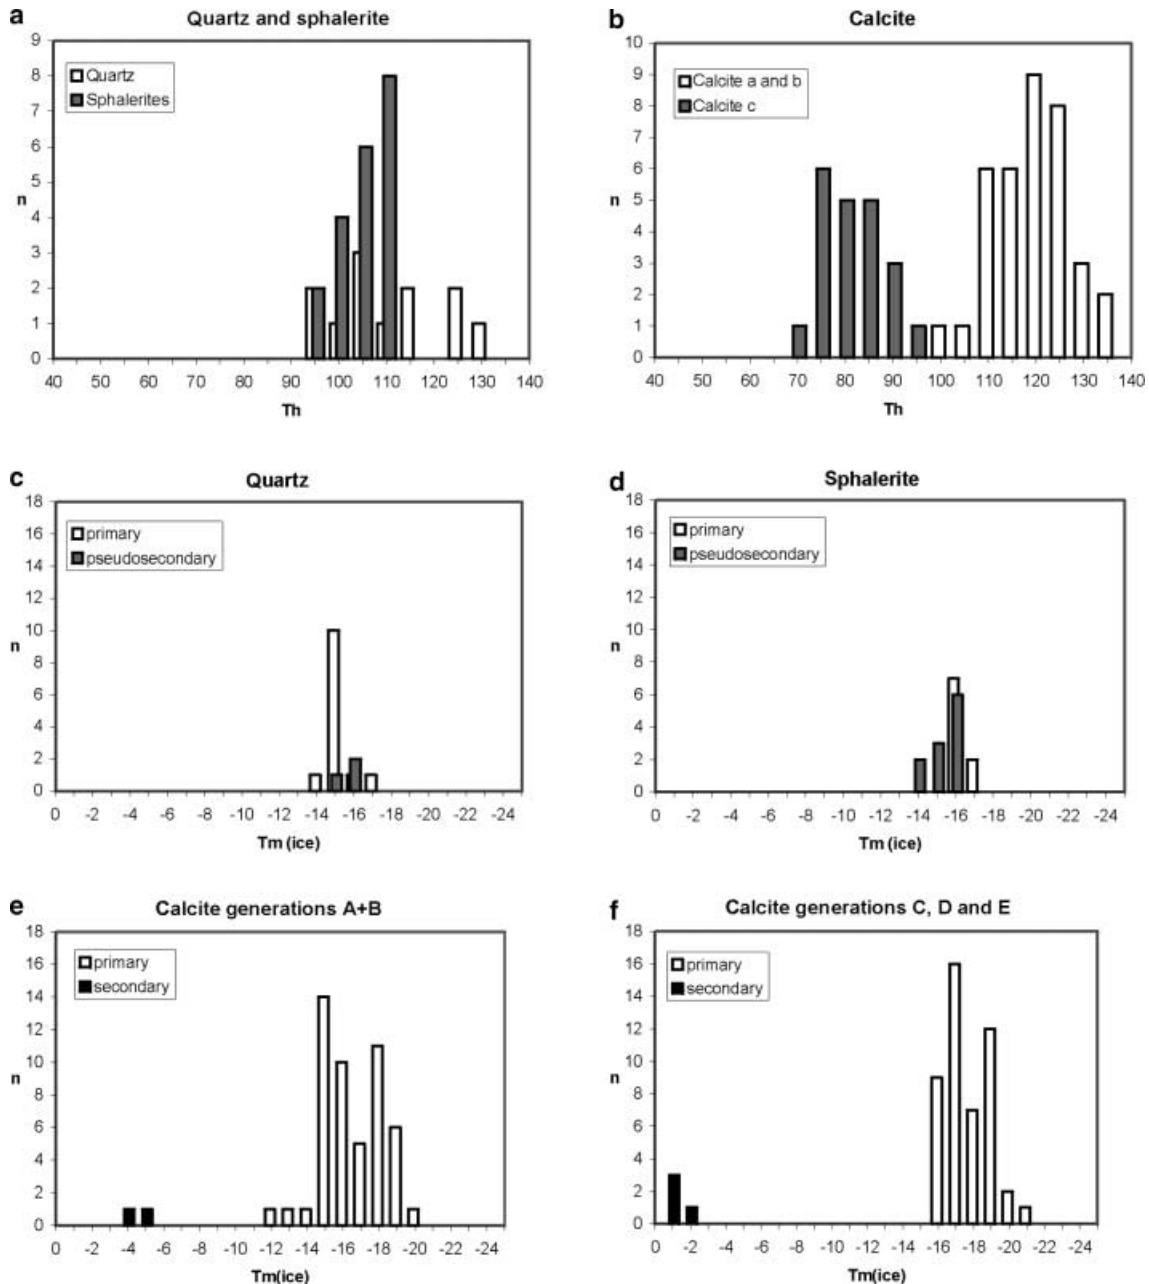 a
Quartz and sphalerite
9
8
7
6
5
4
3
2
1
0
n
Quartz
Sphalerites
40 50 60 70 80 90 100 110 120 130 140
Th
b
Calcite
10
9
8
7
6
5
4
3
2
1
0
n
Calcite a and b
Calcite c
40 50 60 70 80 90 100 110 120 130 140
Th
c
Quartz
18
16
14
12
10
8
6
4
2
0
n
primary
pseudosecondary
0 -2 -4 -6 -8 -10 -12 -14 -16 -18 -20 -22 -24
Tm (ice)
d
Sphalerite
18
16
14
12
10
8
6
4
2
0
n
primary
pseudosecondary
0 -2 -4 -6 -8 -10 -12 -14 -16 -18 -20 -22 -24
Tm (ice)
e
Calcite generations A+B
18
16
14
12
10
8
6
4
2
0
n
primary
secondary
0 -2 -4 -6 -8 -10 -12 -14 -16 -18 -20 -22 -24
Tm(ice)
f
Calcite generations C, D and E
18
16
14
12
10
8
6
4
2
0
n
primary
secondary
0 -2 -4 -6 -8 -10 -12 -14 -16 -18 -20 -22 -24
Tm(ice)